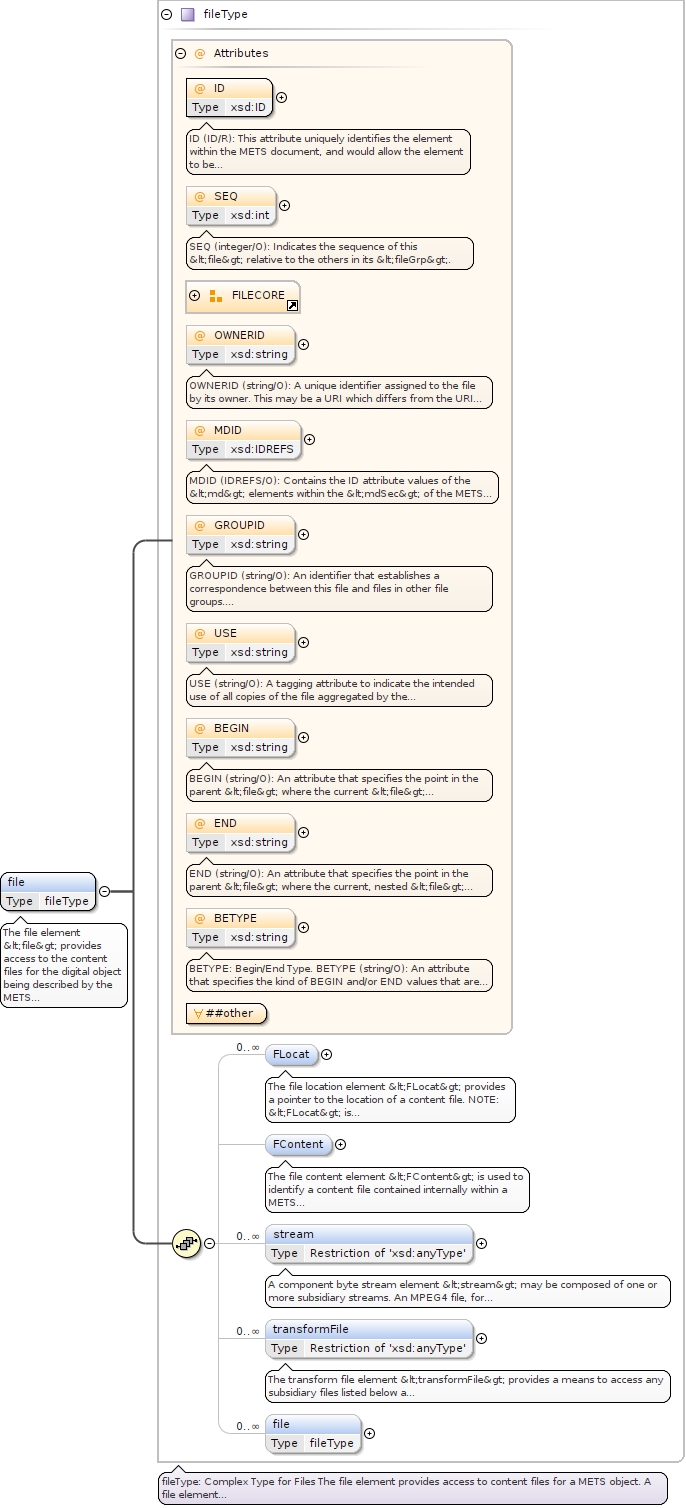 fileType
Attributes
ID
Type xsd:ID
ID (ID/R): This attribute uniquely identifies the element
within the METS document, and would allow the element
to be...
SEQ
Type xsd:int
SEQ (integer/O): Indicates the sequence of this
&lt;file&gt; relative to the others in its &lt;fileGrp&gt;.
FILECORE
OWNERID
Type xsd:string
OWNERID (string/O): A unique identifier assigned to the file
by its owner. This may be a URI which differs from the URI...
MDID
Type xsd:IDREFS
MDID (IDREFS/O): Contains the ID attribute values of the
&lt;md&gt; elements within the &lt;mdSec&gt; of the METS...
GROUPID
Type xsd:string
GROUPID (string/O): An identifier that establishes a
correspondence between this file and files in other file
groups....
USE
Type xsd:string
USE (string/O): A tagging attribute to indicate the intended
use of all copies of the file aggregated by the...
BEGIN
Type xsd:string
BEGIN (string/O): An attribute that specifies the point in the
parent &lt;file&gt; where the current &lt;file&gt;...
END
Type xsd:string
END (string/O): An attribute that specifies the point in the
parent &lt;file&gt; where the current, nested &lt;file&gt;...
BETYPE
Type xsd:string
BETYPE: Begin/End Type. BETYPE (string/O): An attribute
that specifies the kind of BEGIN and/or END values that are...
##other
file
Type fileType
The file element
&lt;file&gt; provides
access to the content
files for the digital object
being described by the
METS...
0..∞
FLocat
The file location element &lt;FLocat&gt; provides
a pointer to the location of a content file. NOTE:
&lt;FLocat&gt; is...
FContent
The file content element &lt;FContent&gt; is used to
identify a content file contained internally within a
METS...
0..∞
stream
Type Restriction of 'xsd:anyType'
A component byte stream element &lt;stream&gt; may be composed of one or
more subsidiary streams. An MPEG4 file, for...
0..∞
transformFile
Type Restriction of 'xsd:anyType'
The transform file element &lt;transformFile&gt; provides a means to access any
subsidiary files listed below a...
0..∞
file
Type fileType
fileType: Complex Type for Files The file element provides access to content files for a METS object. A
file element...